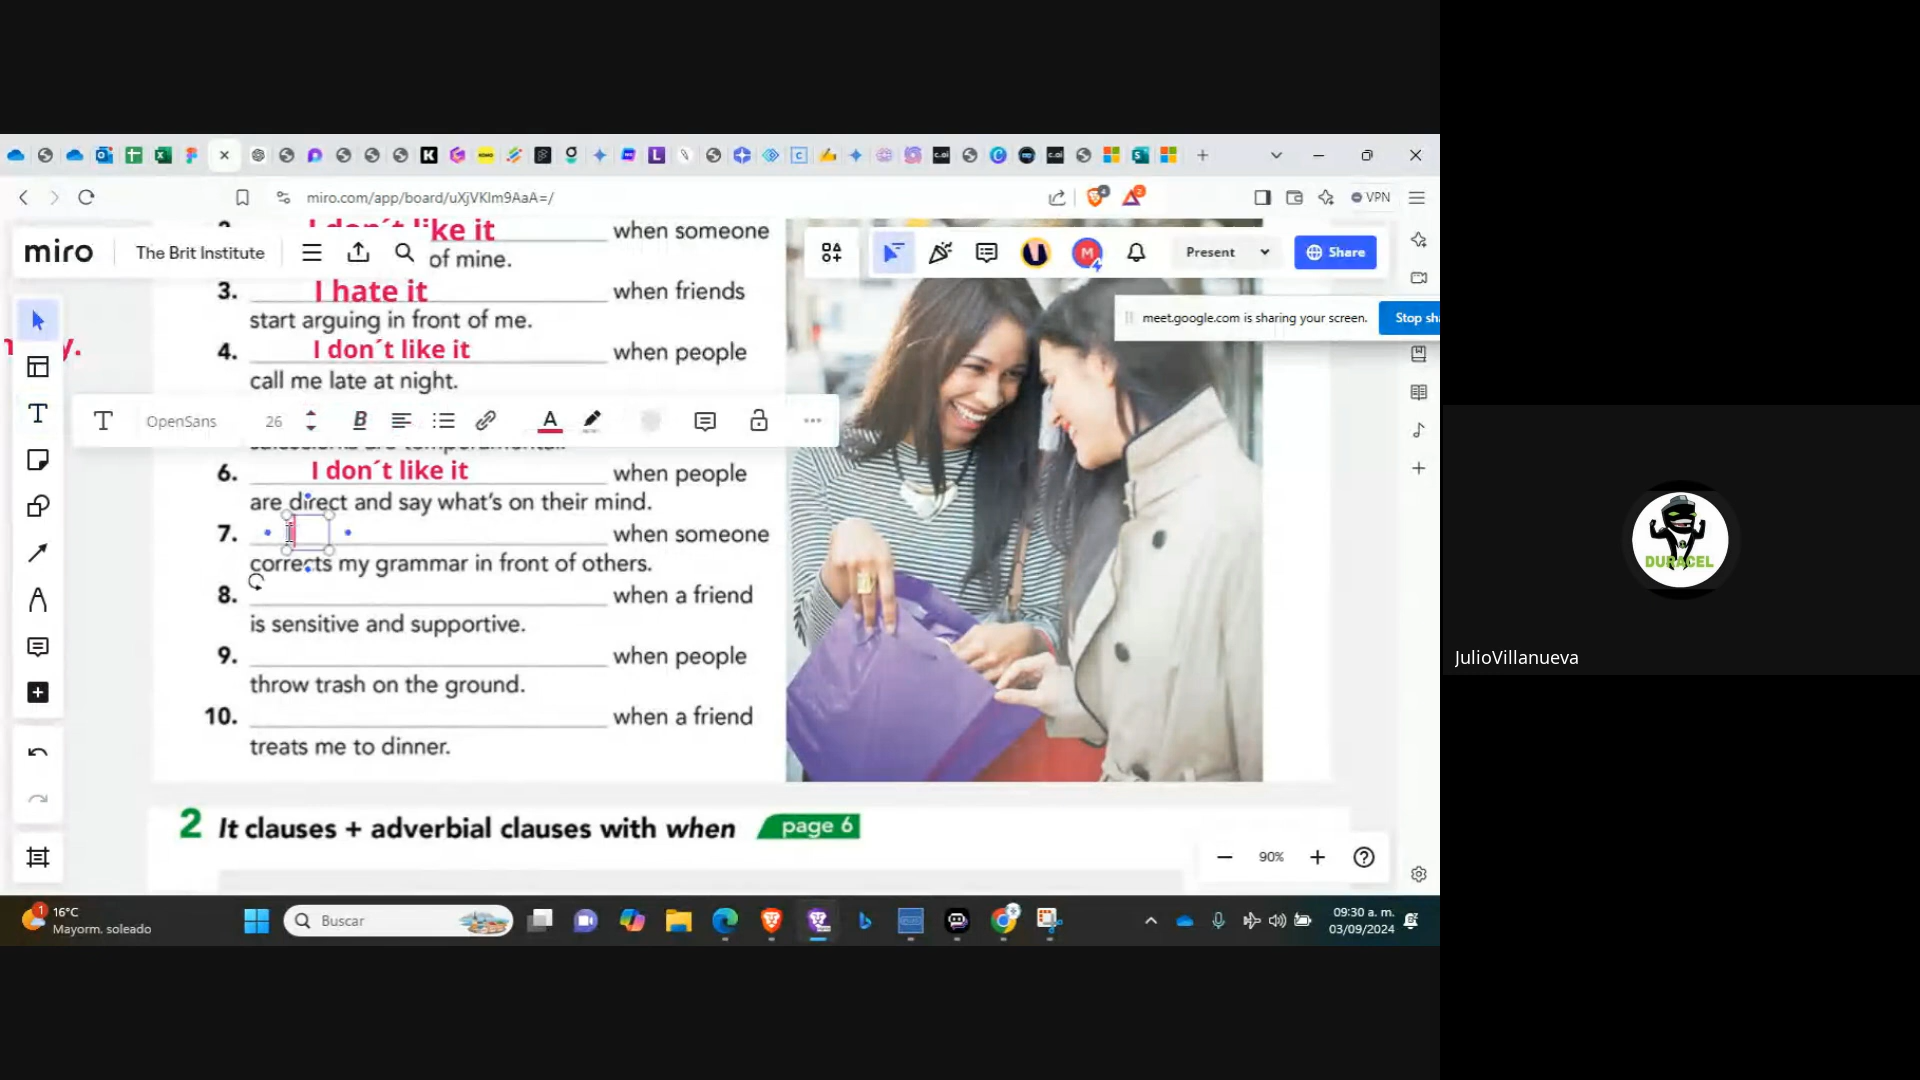 miro.com/app/board/uXjVKlm9AaA=/
VPN
I don´t like it
when someone
miro
The Brit Institute
of mine.
Present
Share
3. I hate it when friends
start arguing in front of me.
meet.google.com is sharing your screen.
Stop sh
y.
4. I don´t like it when people
call me late at night.
OpenSans
26
B
A
6. I don´t like it when people
are direct and say what's on their mind.
7. when someone
corrects my grammar in front of others.
8. when a friend
is sensitive and supportive.
9. when people
throw trash on the ground.
10. when a friend
treats me to dinner.
2 It clauses + adverbial clauses with when page 6
90%
DURACEL
JulioVillanueva
1
16°C
Mayorm. soleado
Buscar
09:30 a. m.
03/09/2024